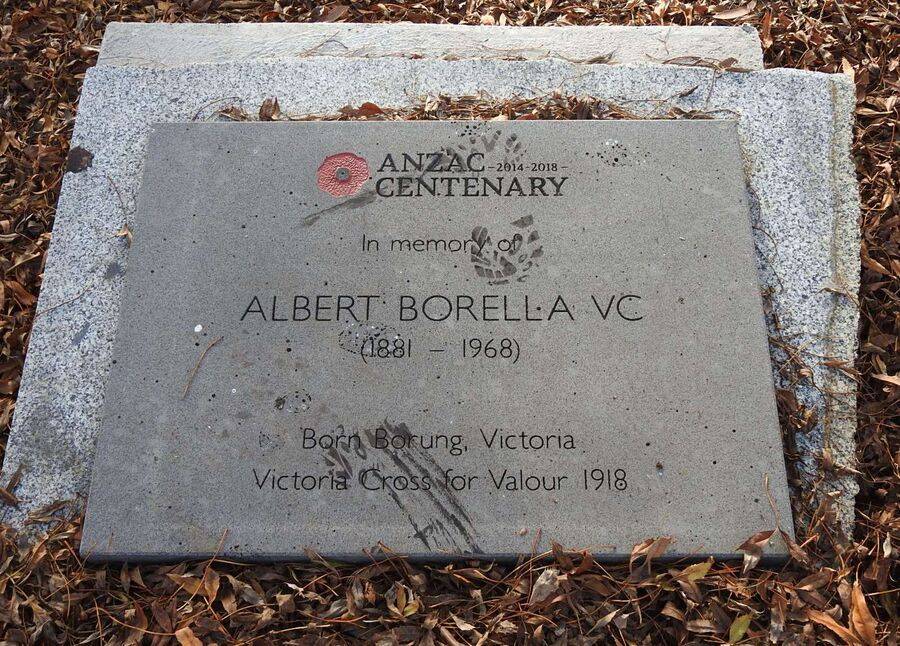 ANZAC -2014-2018-
CENTENARY
In memory of
ALBERT BORELLA VC
(1881 – 1968)
Born Borung, Victoria
Victoria Cross for Valour 1918